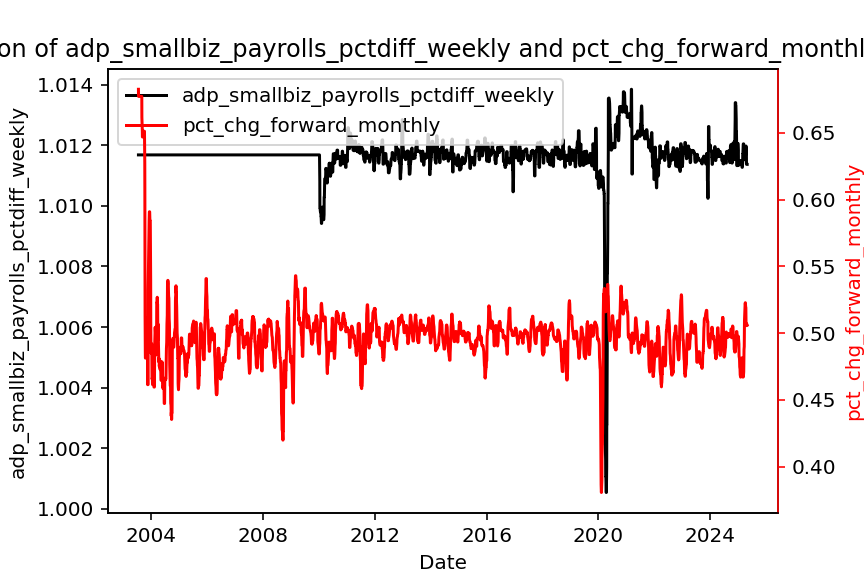 on of adp_smallbiz_payrolls_pctdiff_weekly and pct_chg_forward_monthl
adp_smallbiz_payrolls_pctdiff_weekly
pct_chg_forward_monthly
1.014
1.012
1.010
1.008
1.006
1.004
1.002
1.000
adp_smallbiz_payrolls_pctdiff_weekly
0.65
0.60
0.55
0.50
0.45
0.40
pct_chg_forward_monthly
2004 2008 2012 2016 2020 2024
Date